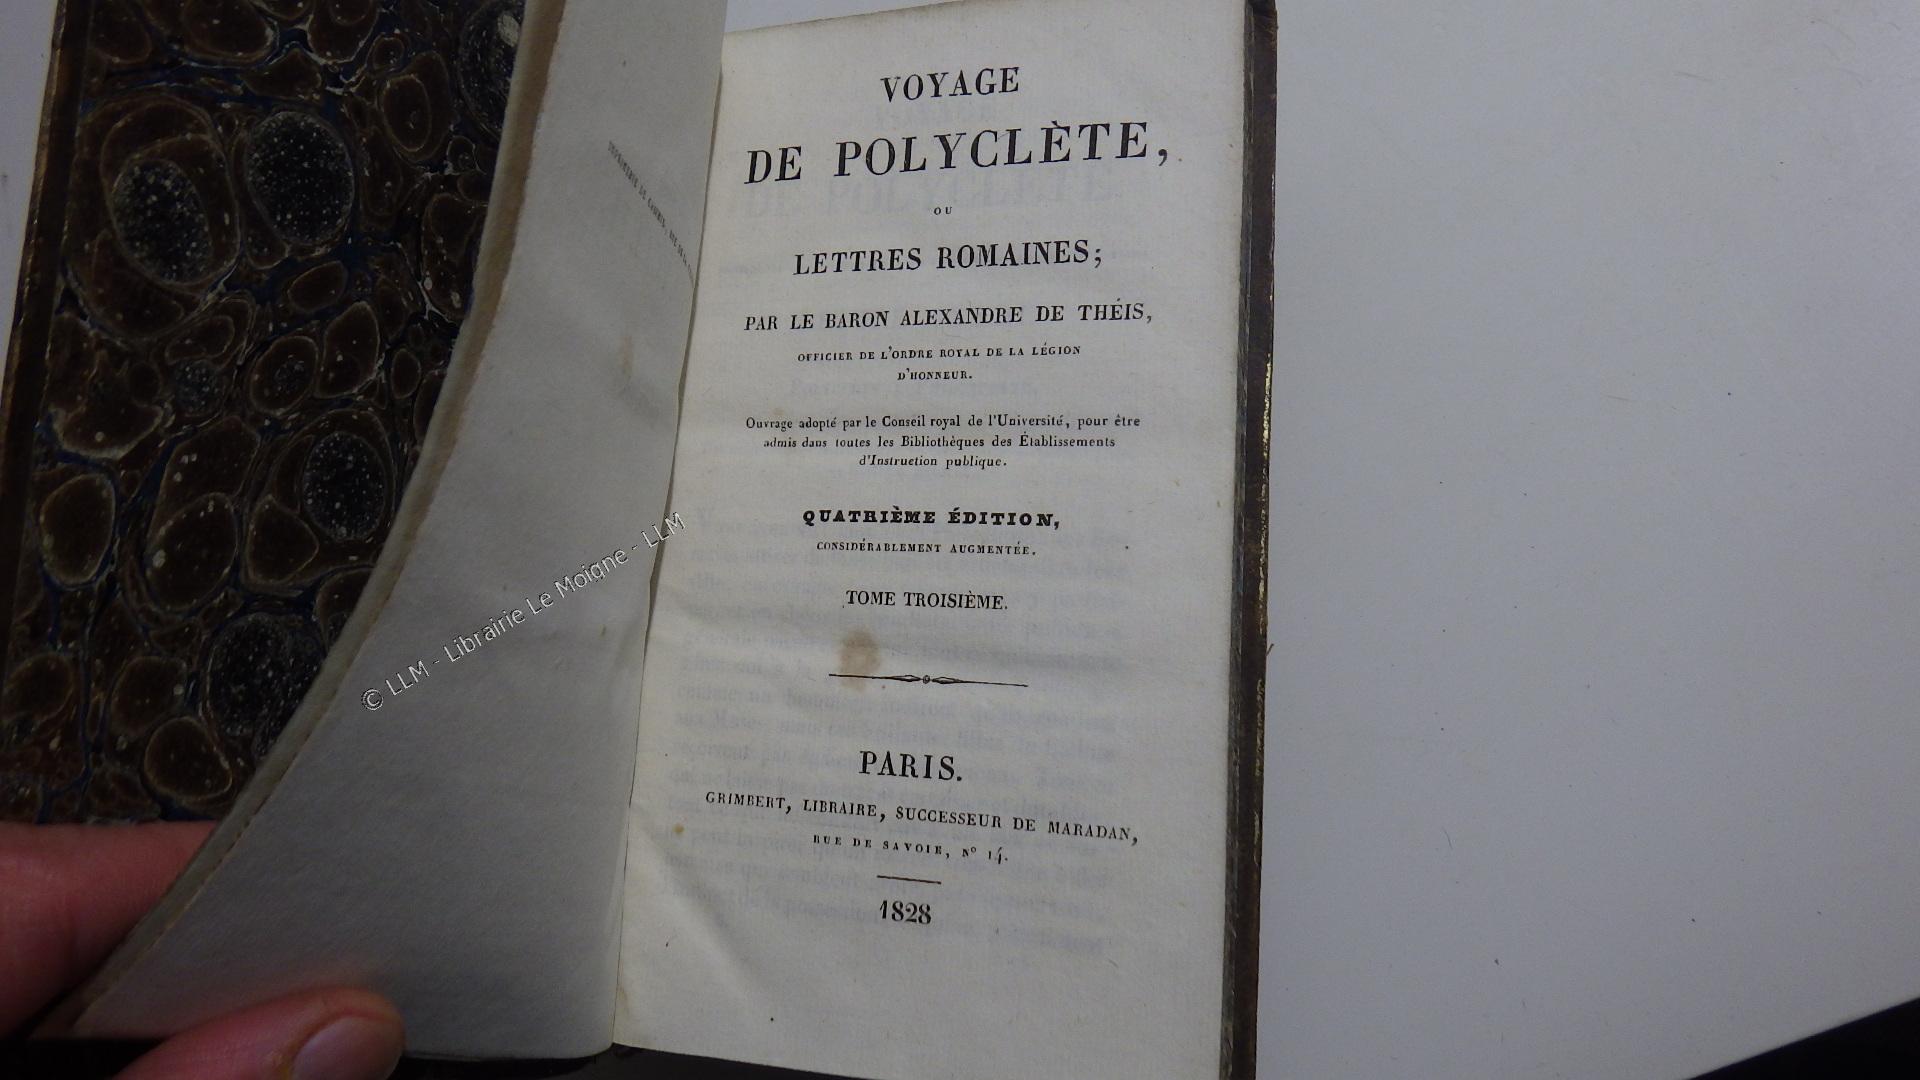 IMPRIMERIE DE
VOYAGE
DE POLYCLÈTE,
OU
LETTRES ROMAINES;
PAR LE BARON ALEXANDRE DE THÉIS,
OFFICIER DE L'ORDRE ROYAL DE LA LÉGION
D'HONNEUR.
Ouvrage adopté par le Conseil royal de l'Université, pour être
admis dans toutes les Bibliothèques des Établissements
d'Instruction publique.
QUATRIÈME ÉDITION,
CONSIDÉRABLEMENT AUGMENTÉE.
TOME TROISIÈME.
PARIS.
GRIMBERT, LIBRAIRE, SUCCESSEUR DE MARADAN,
RUE DE SAVOIE, N° 14.
1828
© LLM - Librairie Le Moigne - LLM